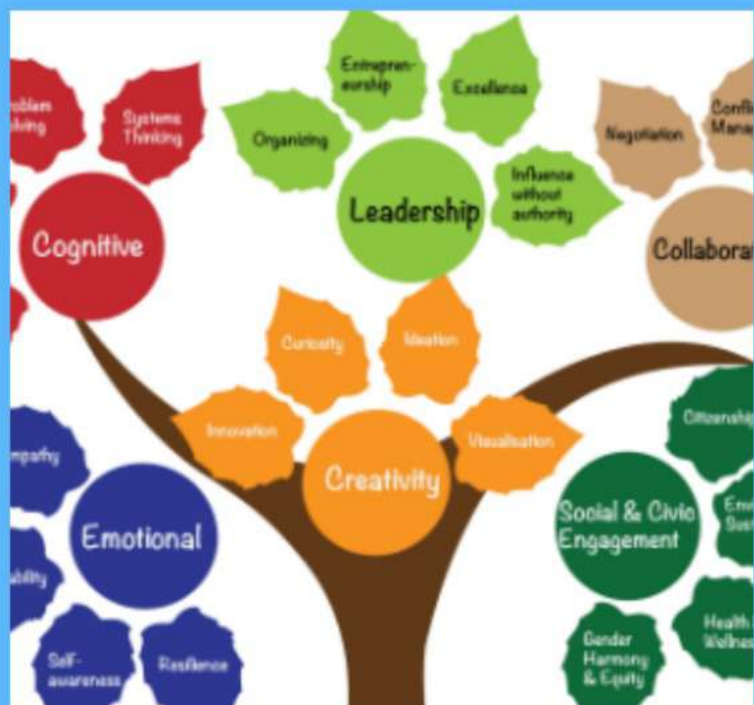 Systems
Thinking
Cognitive
Entrepren-
eurship
Excellence
Organizing
Influence
without
authority
Leadership
Negotiation
Curiosity
Ideation
Innovation
Visualisation
Creativity
Emotional
Self-
awareness
Resilience
Social & Civic
Engagement
Gender
Harmony
& Equity
Health